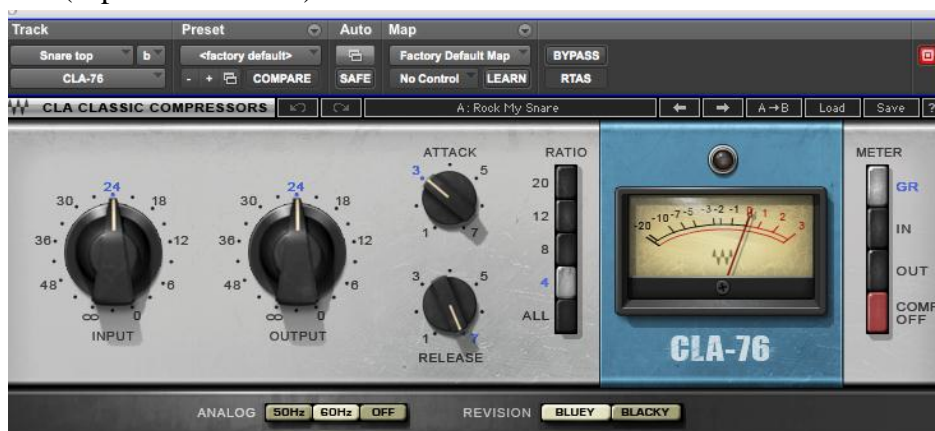 Track Preset Auto Map
Snare top b <factory default> Factory Default Map BYPASS
CLA-76 - + COMPARE SAFE No Control LEARN RTAS
CLA CLASSIC COMPRESSORS A: Rock My Snare A→B Load Save ?
ATTACK RATIO METER
24 24 3 5 20 GR
30 18 30 18 1 7 12 -20 -10 -7 -5 -3 -2 -1 0 1 2 3 IN
36 12 36 12 8
48 6 48 6 3 5 4 OUT
∞ 0 ∞ 0 1 7 ALL COMP
OFF
INPUT OUTPUT RELEASE CLA-76
ANALOG 50Hz 60Hz OFF REVISION BLUEY BLACKY